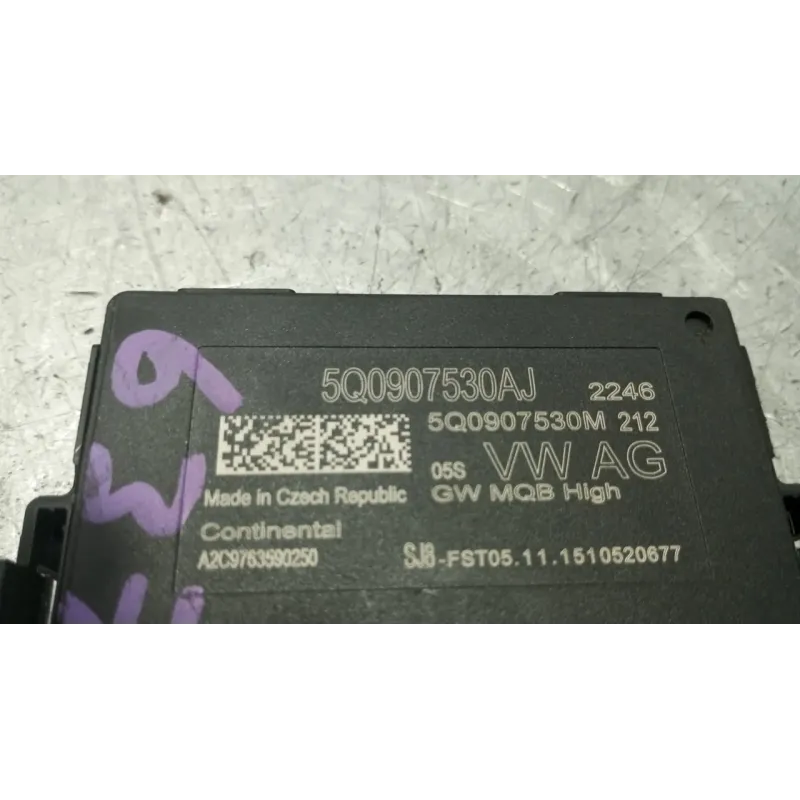 5Q0907530AJ 2246
5Q0907530M 212
05S VW AG
Made in Czech Republic GW MQB High
Continental
A2C9763590250 SJB-FST05.11.1510520677